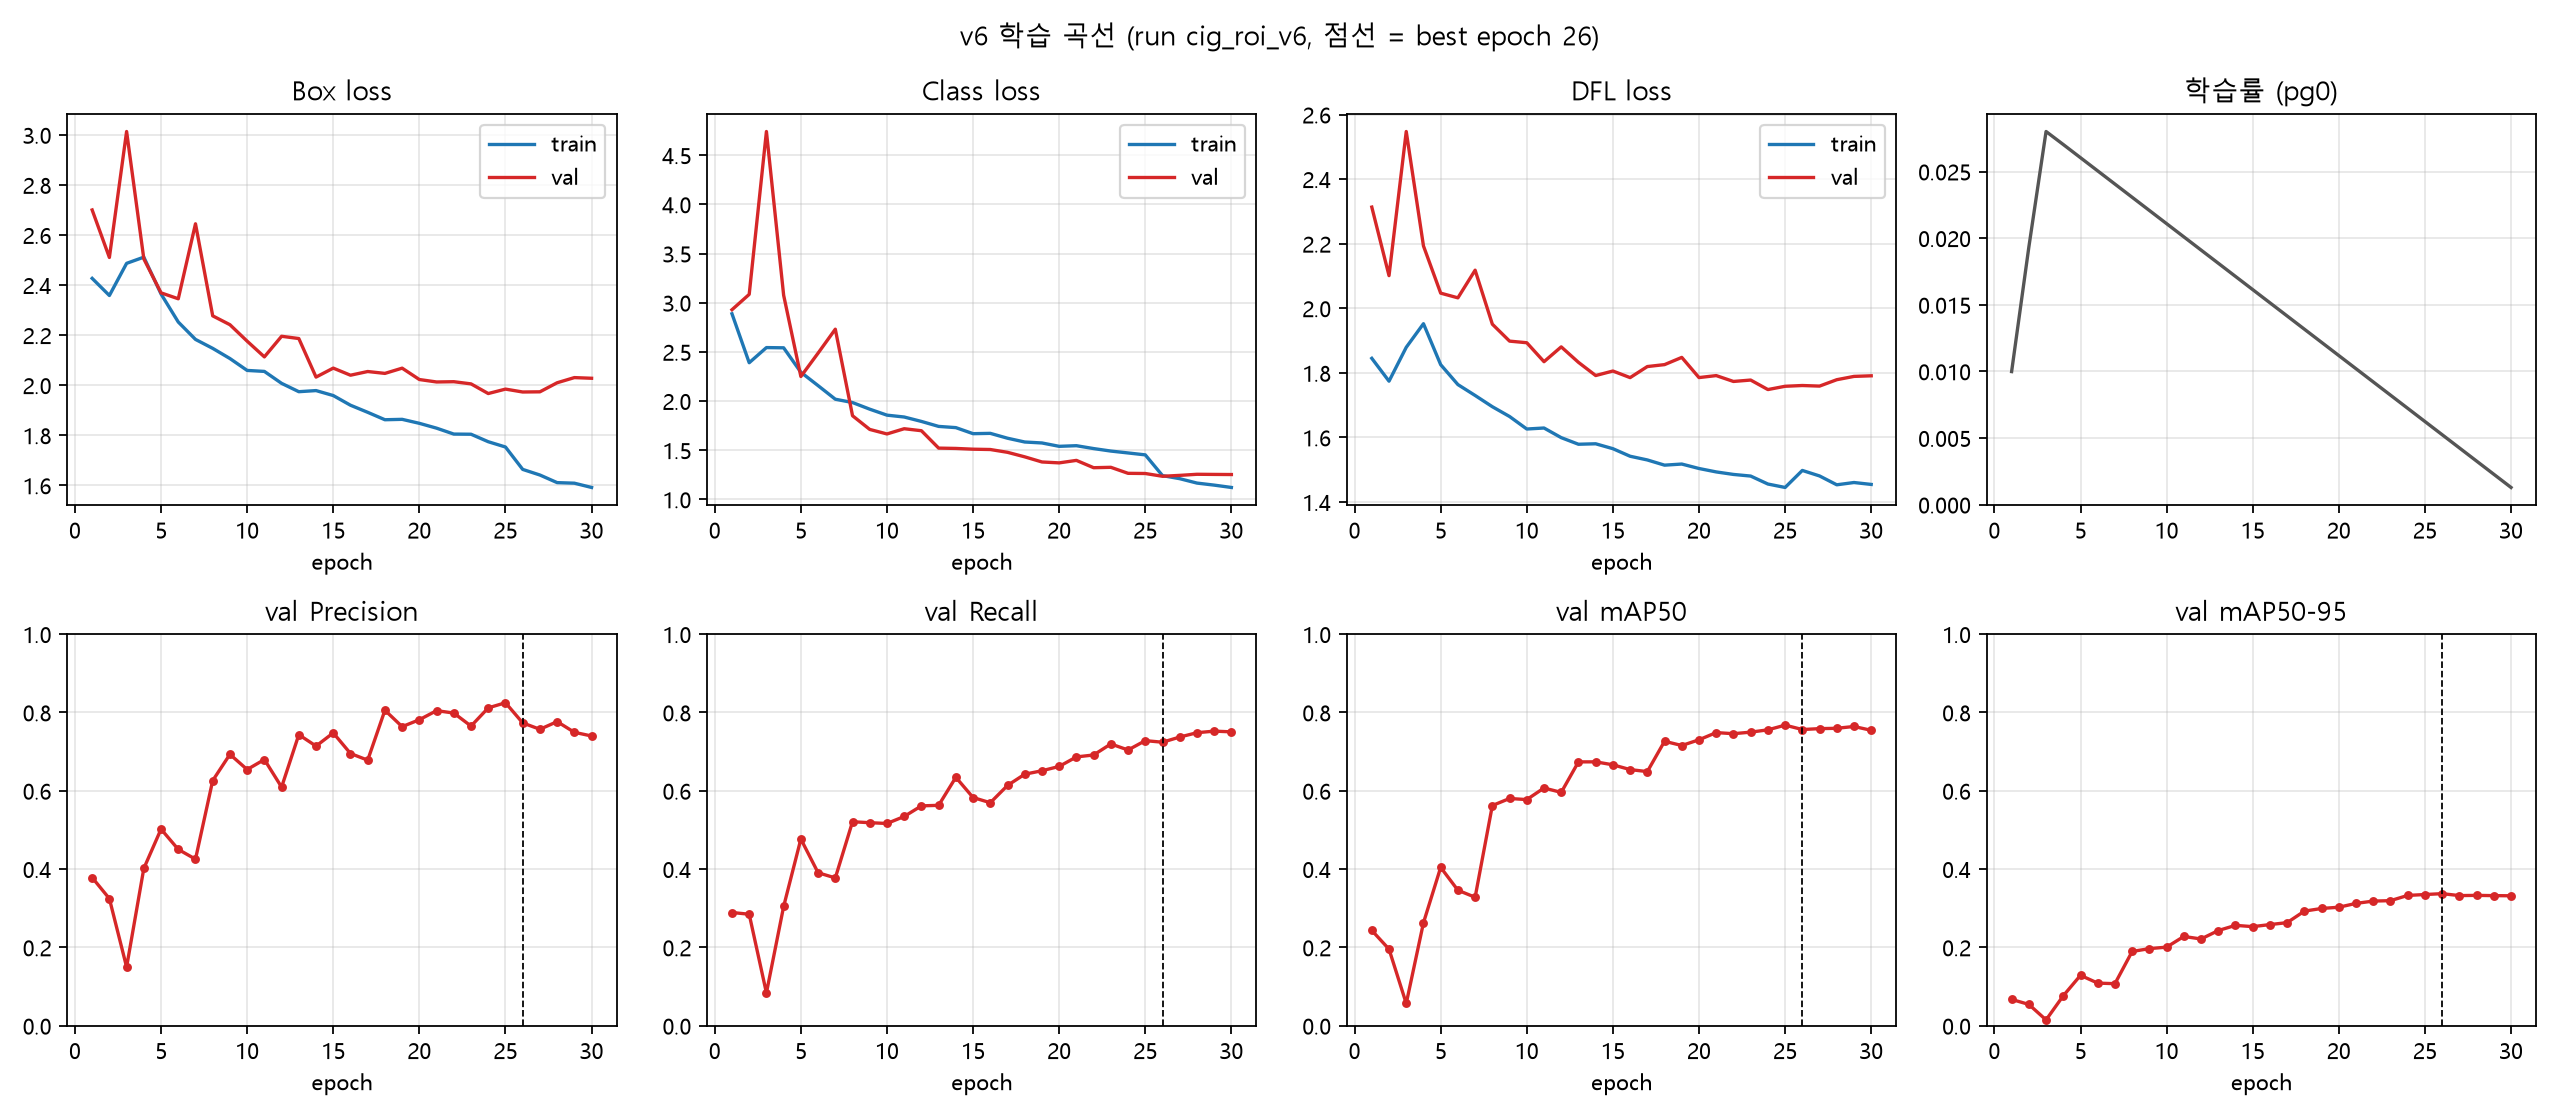 v6 학습 곡선 (run cig_roi_v6, 점선 = best epoch 26)
Box loss
3.0
2.8
2.6
2.4
2.2
2.0
1.8
1.6
train
val
0 5 10 15 20 25 30
epoch
Class loss
4.5
4.0
3.5
3.0
2.5
2.0
1.5
1.0
train
val
0 5 10 15 20 25 30
epoch
DFL loss
2.6
2.4
2.2
2.0
1.8
1.6
1.4
train
val
0 5 10 15 20 25 30
epoch
학습률 (pg0)
0.025
0.020
0.015
0.010
0.005
0.000
0 5 10 15 20 25 30
val Precision
1.0
0.8
0.6
0.4
0.2
0.0
0 5 10 15 20 25 30
epoch
val Recall
1.0
0.8
0.6
0.4
0.2
0.0
0 5 10 15 20 25 30
epoch
val mAP50
1.0
0.8
0.6
0.4
0.2
0.0
0 5 10 15 20 25 30
epoch
val mAP50-95
1.0
0.8
0.6
0.4
0.2
0.0
0 5 10 15 20 25 30
epoch